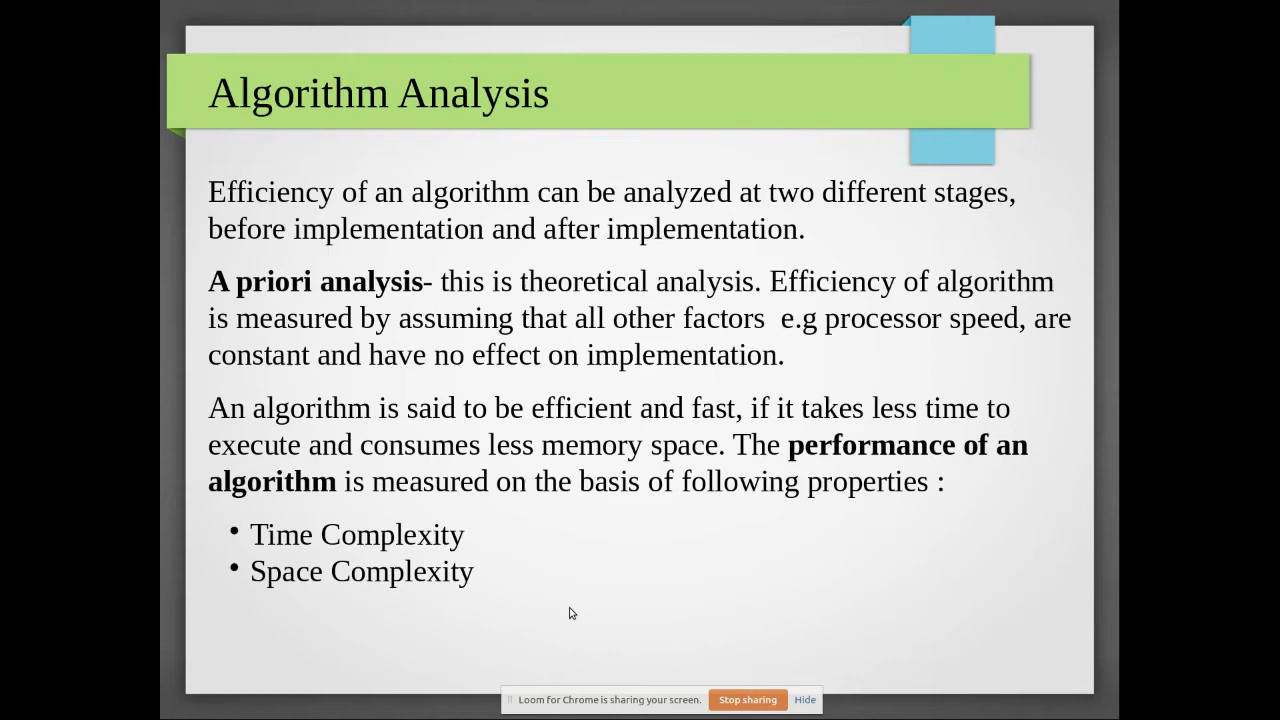 Algorithm Analysis
Efficiency of an algorithm can be analyzed at two different stages,
before implementation and after implementation.
A priori analysis- this is theoretical analysis. Efficiency of algorithm
is measured by assuming that all other factors  e.g processor speed, are
constant and have no effect on implementation.
An algorithm is said to be efficient and fast, if it takes less time to
execute and consumes less memory space. The performance of an
algorithm is measured on the basis of following properties :
• Time Complexity
• Space Complexity
Loom for Chrome is sharing your screen. Stop sharing Hide